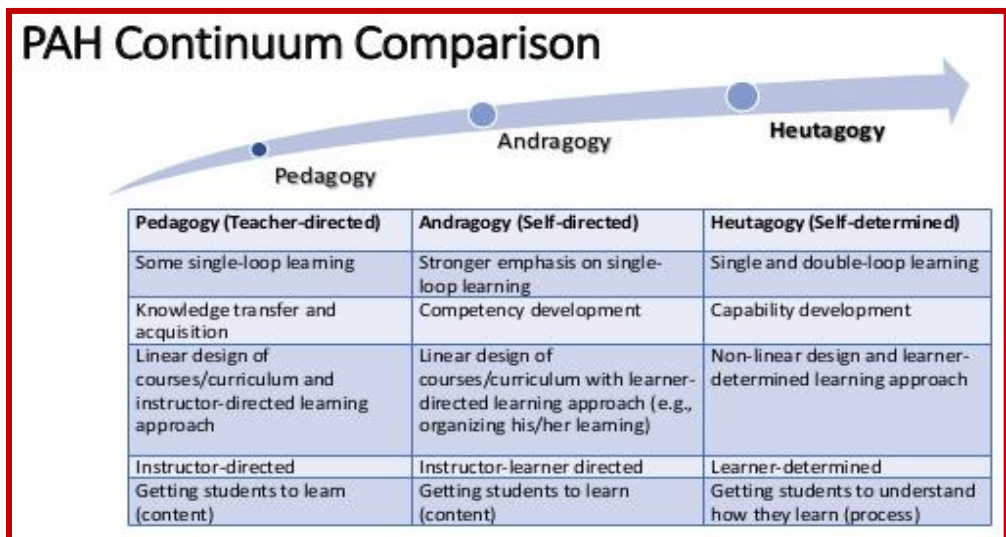 PAH Continuum Comparison
Pedagogy
Andragogy
Heutagogy
Pedagogy (Teacher-directed)
Andragogy (Self-directed)
Heutagogy (Self-determined)
Some single-loop learning
Stronger emphasis on single-
loop learning
Single and double-loop learning
Knowledge transfer and
acquisition
Competency development
Capability development
Linear design of
courses/curriculum and
instructor-directed learning
approach
Linear design of
courses/curriculum with learner-
directed learning approach (e.g.,
organizing his/her learning)
Non-linear design and learner-
determined learning approach
Instructor-directed
Instructor-learner directed
Learner-determined
Getting students to learn
(content)
Getting students to learn
(content)
Getting students to understand
how they learn (process)